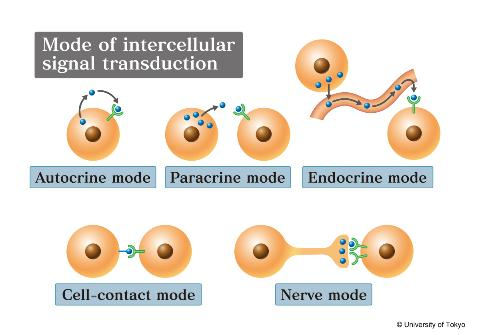 Mode of intercellular
signal transduction
Autocrine mode
Paracrine mode
Endocrine mode
Cell-contact mode
Nerve mode
© University of Tokyo